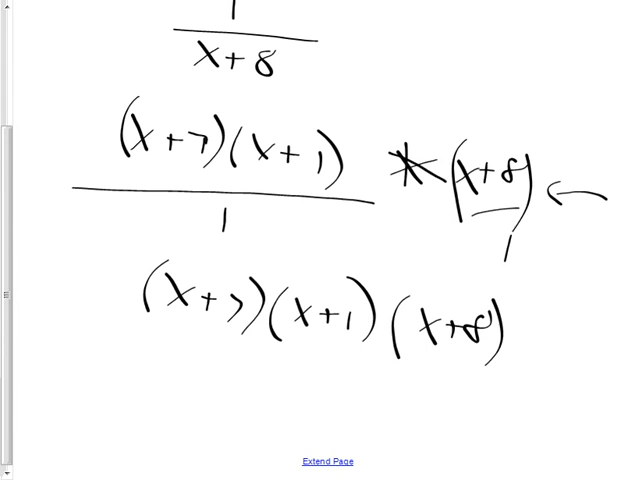 1
x+8
(x+7)(x+1) * (x+8) ←
1 1
(x+7)(x+1)(x+8)
Extend Page